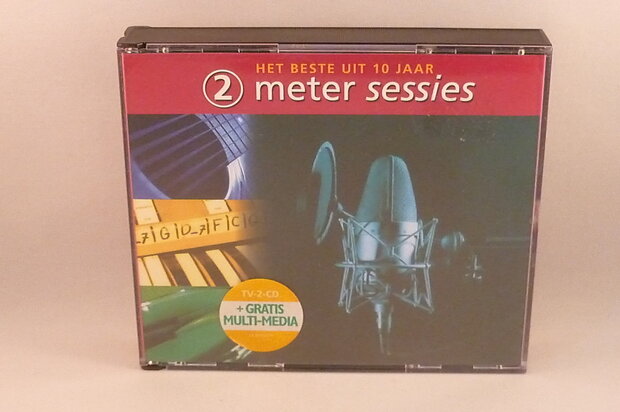 HET BESTE UIT 10 JAAR
2 meter sessies
TV-2-CD
+ GRATIS
MULTI-MEDIA